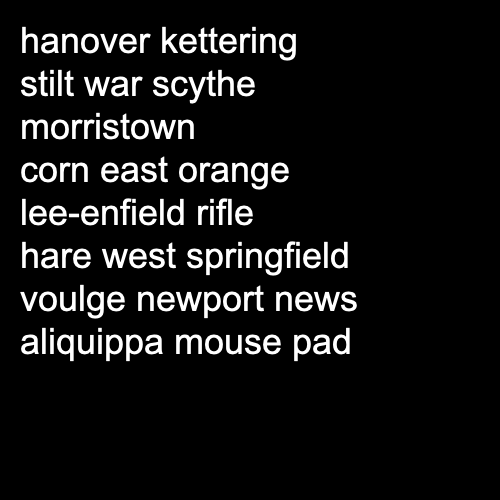 hanover kettering
stilt war scythe
morristown
corn east orange
lee-enfield rifle
hare west springfield
voulge newport news
aliquippa mouse pad